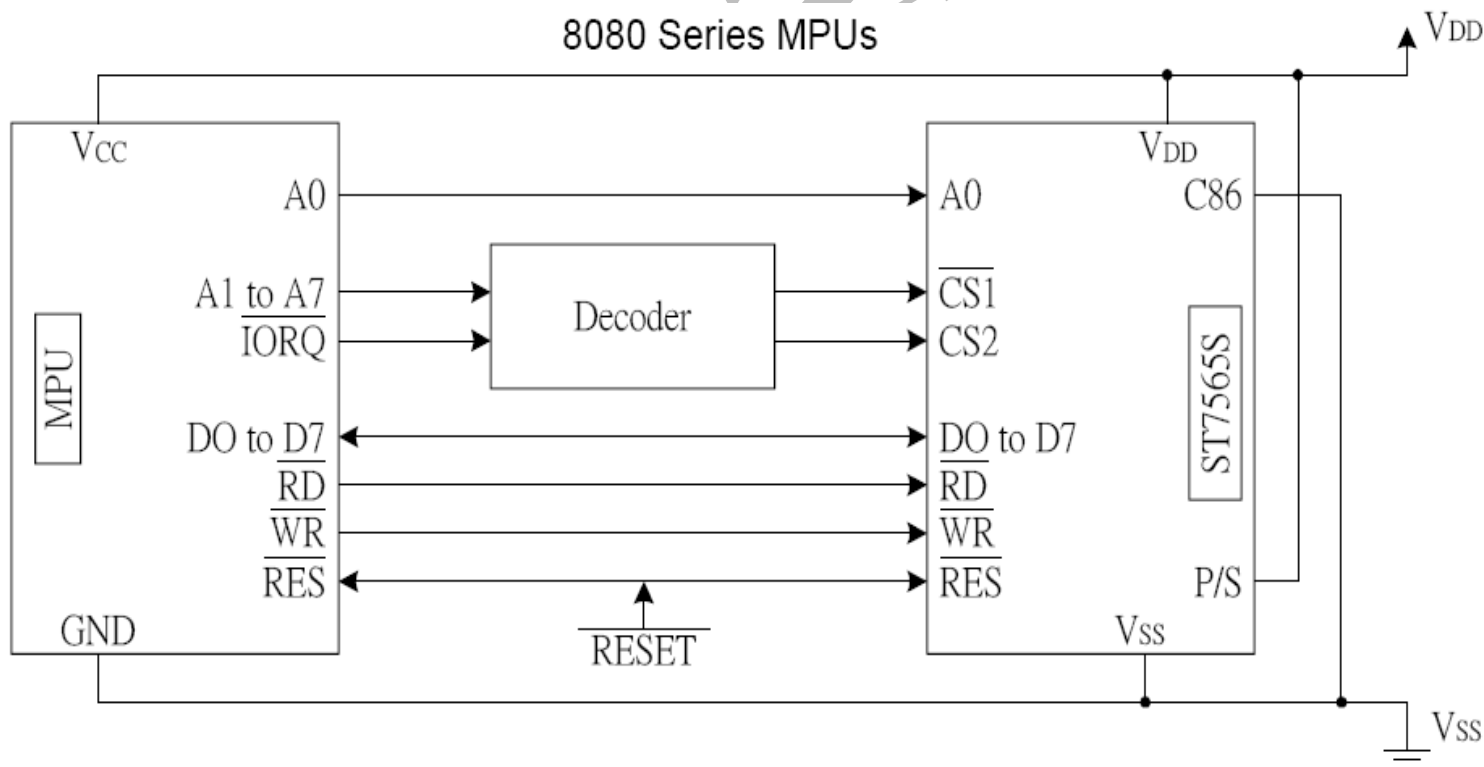 8080 Series MPUs
VDD
VCC
VDD
A0
A0
C86
A1 to A7
IORQ
Decoder
CS1
CS2
MPU
ST7565S
DO to D7
DO to D7
RD
RD
WR
WR
RES
RES
P/S
GND
RESET
VSS
VSS